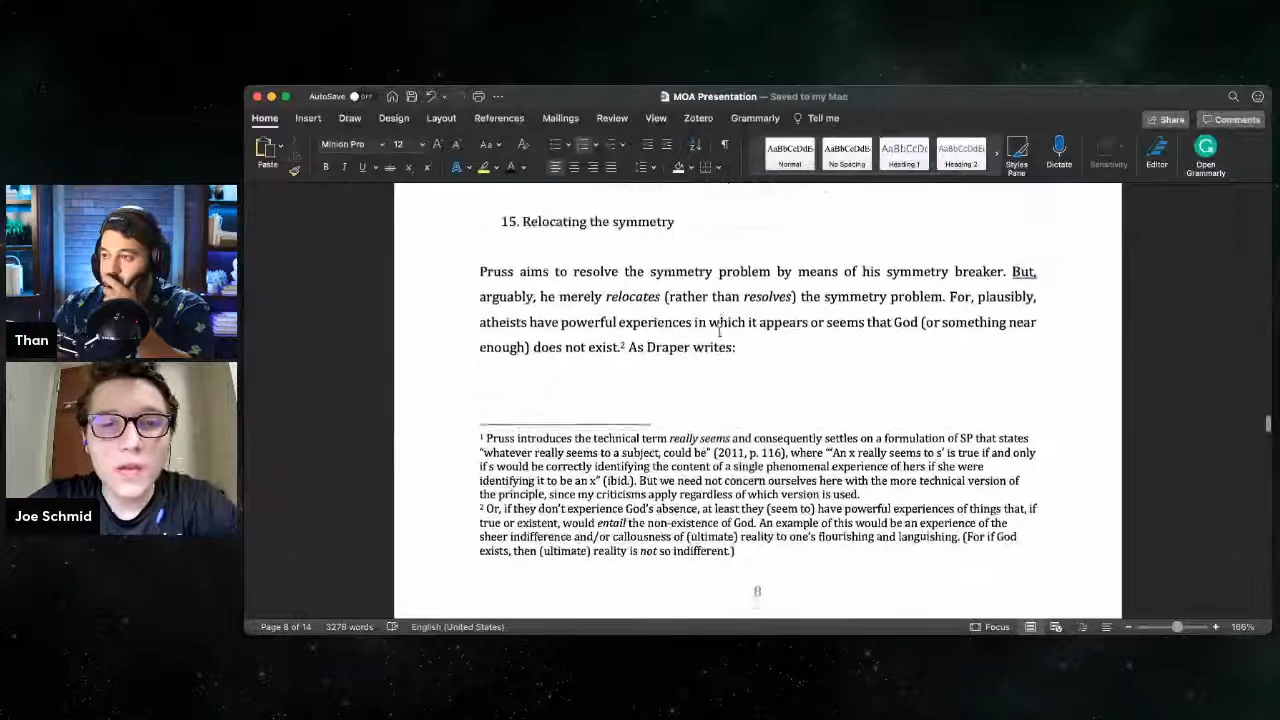 AutoSave OFF
MOA Presentation — Saved to my Mac
Home Insert Draw Design Layout References Mailings Review View Zotero Grammarly Tell me
Share Comments
Paste
Minion Pro 12
B I U
AaBbCcDdE AaBbCcDdE AaBbCcDc AaBbCcDdE
Normal No Spacing Heading 1 Heading 2
Styles Pane
Dictate
Sensitivity
Editor
Open Grammarly
15. Relocating the symmetry
Pruss aims to resolve the symmetry problem by means of his symmetry breaker. But,
arguably, he merely relocates (rather than resolves) the symmetry problem. For, plausibly,
atheists have powerful experiences in which it appears or seems that God (or something near
enough) does not exist.² As Draper writes:
¹ Pruss introduces the technical term really seems and consequently settles on a formulation of SP that states
“whatever really seems to a subject, could be” (2011, p. 116), where “‘An x really seems to s’ is true if and only
if s would be correctly identifying the content of a single phenomenal experience of hers if she were
identifying it to be an x” (ibid.). But we need not concern ourselves here with the more technical version of
the principle, since my criticisms apply regardless of which version is used.
² Or, if they don’t experience God’s absence, at least they (seem to) have powerful experiences of things that, if
true or existent, would entail the non-existence of God. An example of this would be an experience of the
sheer indifference and/or callousness of (ultimate) reality to one’s flourishing and languishing. (For if God
exists, then (ultimate) reality is not so indifferent.)
8
Page 8 of 14 3276 words English (United States) Focus 166%
Than
Joe Schmid